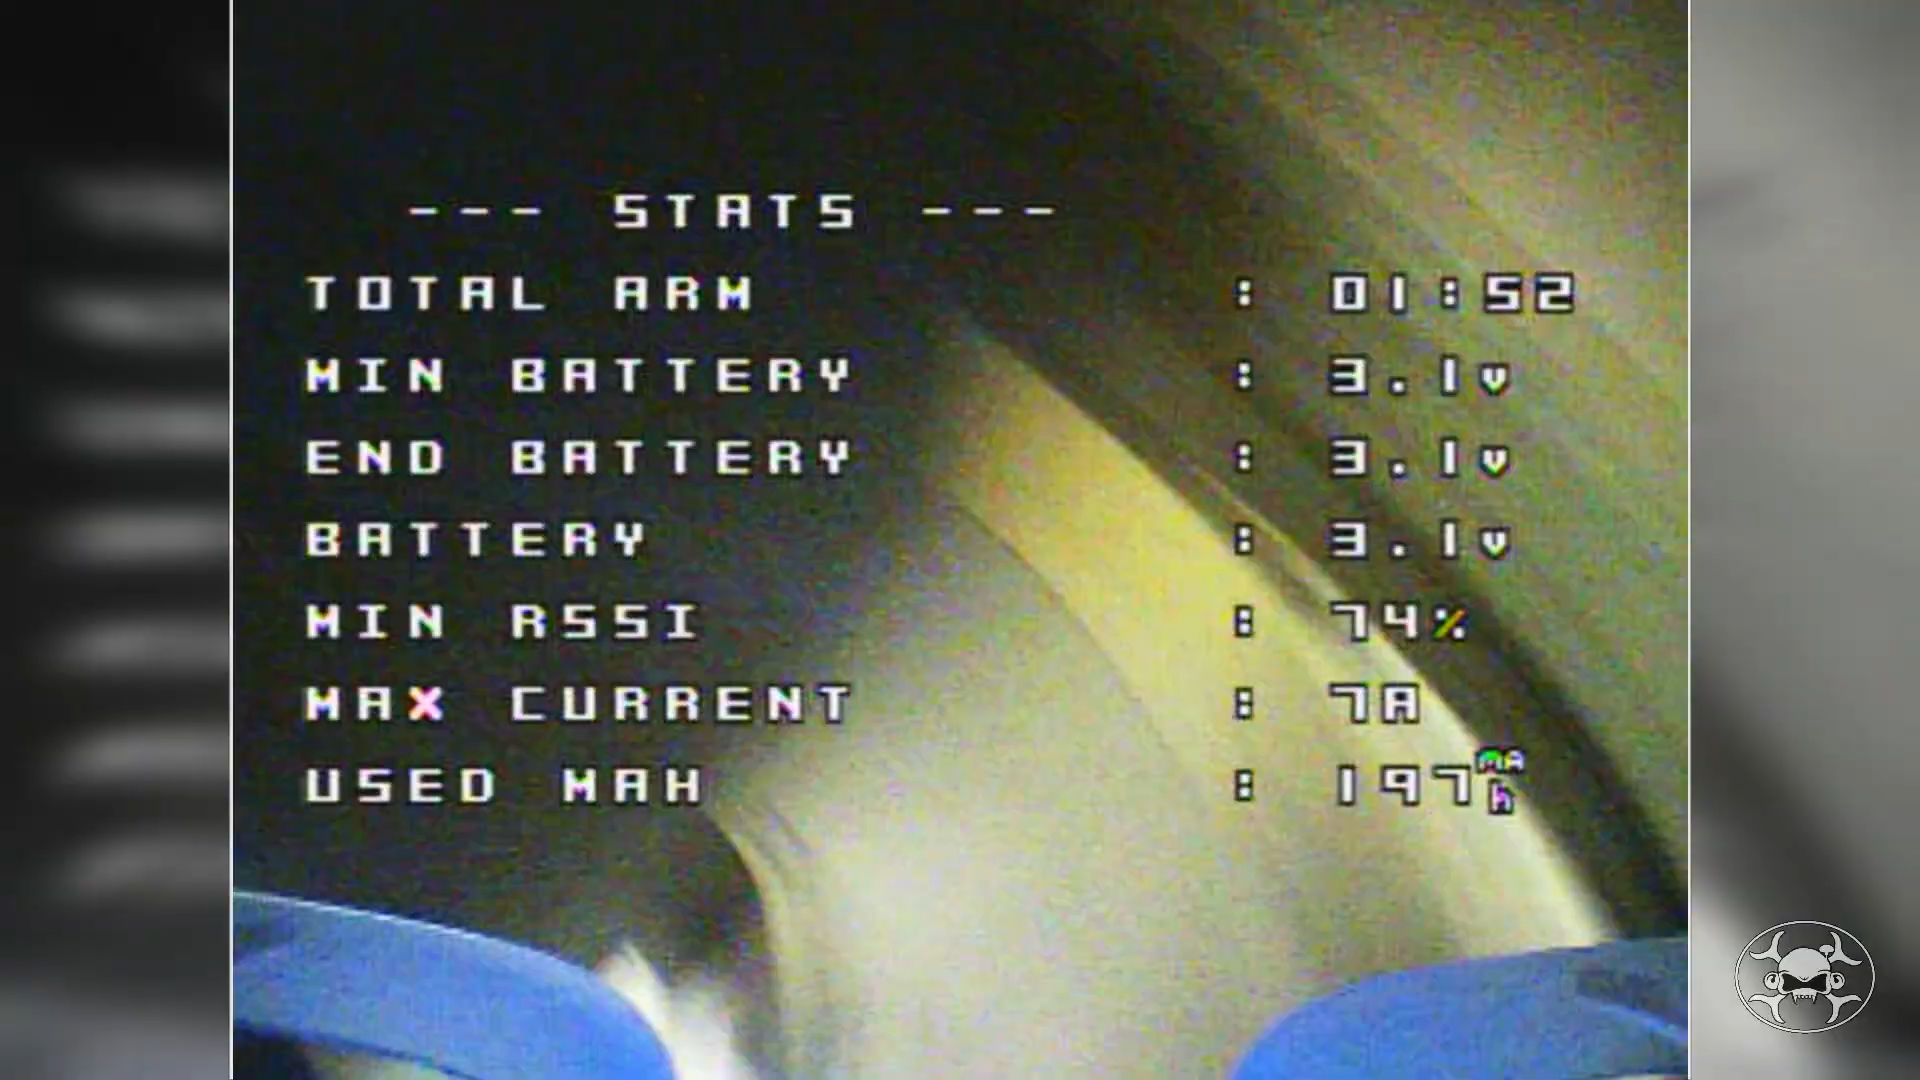 --- STATS ---
TOTAL ARM : 01:52
MIN BATTERY : 3.1v
END BATTERY : 3.1v
BATTERY : 3.1v
MIN RSSI : 74%
MAX CURRENT : 7A
USED MAH : 197mAh